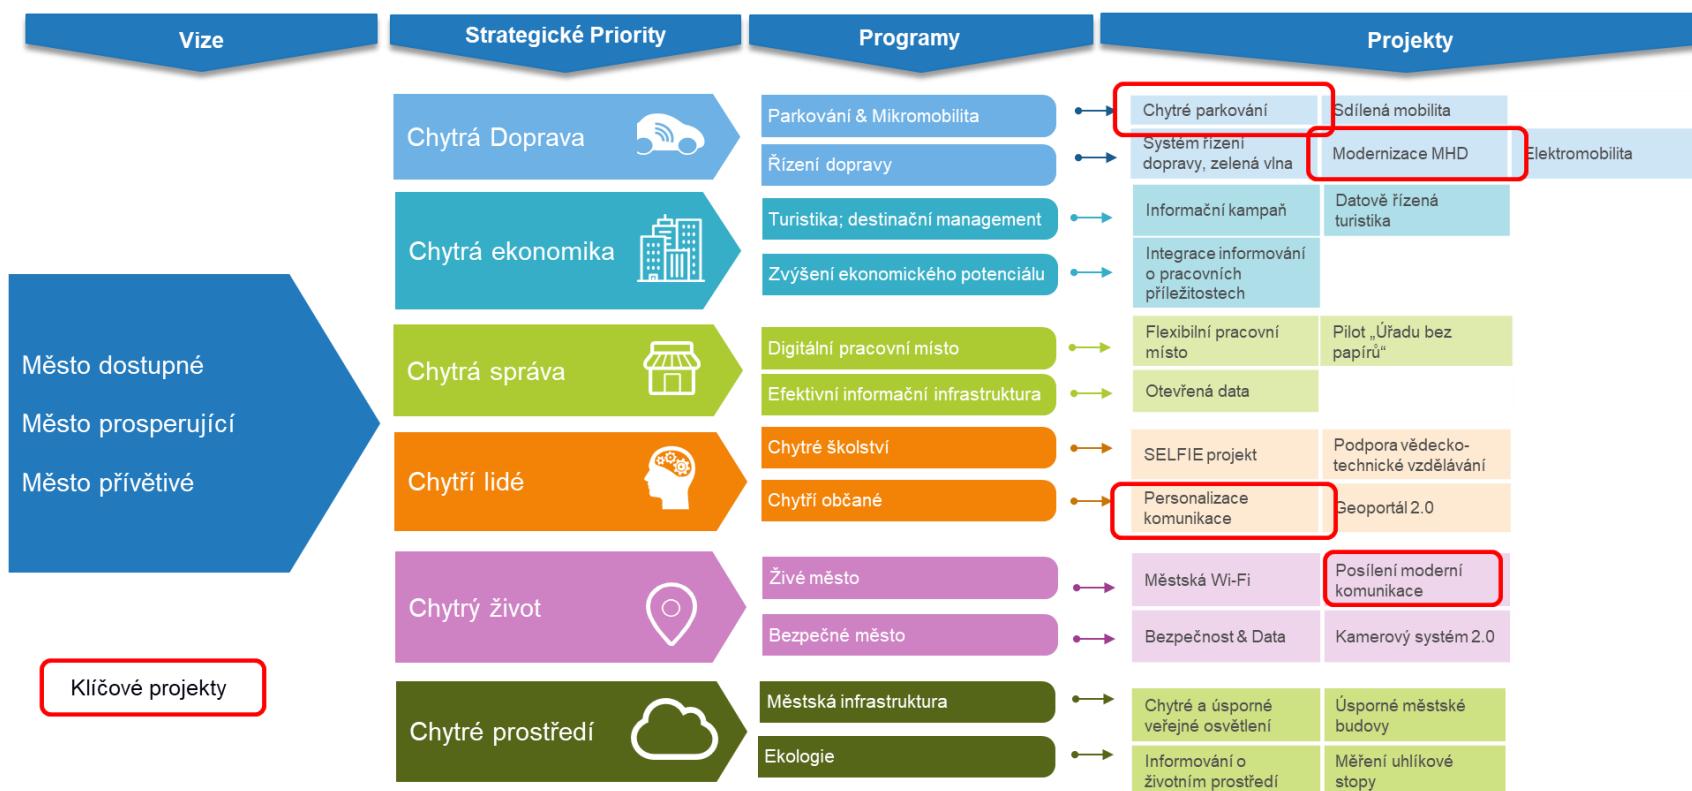 Vize
Strategické Priority
Programy
Projekty
Město dostupné
Město prosperující
Město přívětivé
Klíčové projekty
Chytrá Doprava
Parkování & Mikromobilita
Chytré parkování
Sdílená mobilita
Řízení dopravy
Systém řízení
dopravy, zelená vlna
Modernizace MHD
Elektromobilita
Chytrá ekonomika
Turistika; destinační management
Informační kampaň
Datově řízená
turistika
Zvýšení ekonomického potenciálu
Integrace informování
o pracovních
příležitostech
Chytrá správa
Digitální pracovní místo
Flexibilní pracovní
místo
Pilot „Úřadu bez
papírů“
Efektivní informační infrastruktura
Otevřená data
Chytří lidé
Chytré školství
SELFIE projekt
Podpora vědecko-
technické vzdělávání
Chytří občané
Personalizace
komunikace
Geoportál 2.0
Chytrý život
Živé město
Městská Wi-Fi
Posílení moderní
komunikace
Bezpečné město
Bezpečnost & Data
Kamerový systém 2.0
Chytré prostředí
Městská infrastruktura
Chytré a úsporné
veřejné osvětlení
Úsporné městské
budovy
Ekologie
Informování o
životním prostředí
Měření uhlíkové
stopy